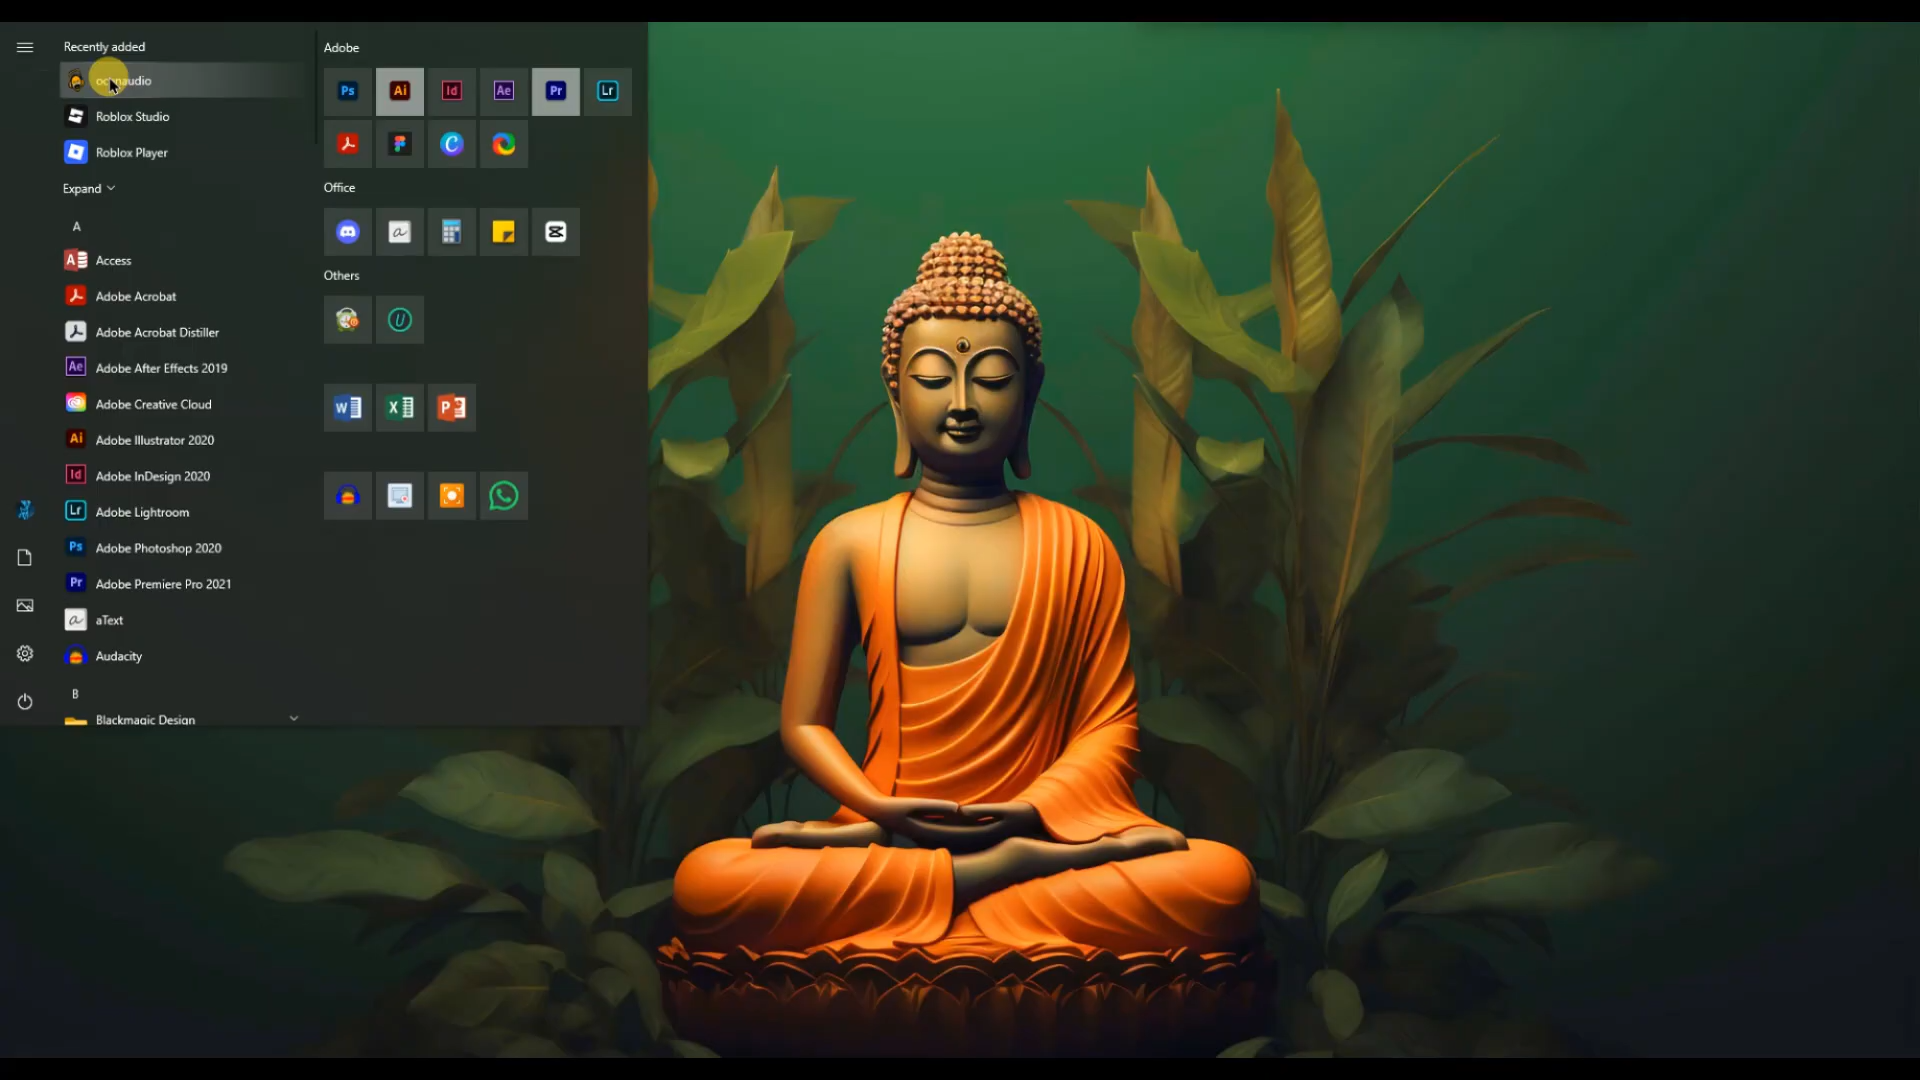 Recently added
Roblox Studio
Roblox Player
Expand
A
Access
Adobe Acrobat
Adobe Acrobat Distiller
Adobe After Effects 2019
Adobe Creative Cloud
Adobe Illustrator 2020
Adobe InDesign 2020
Adobe Lightroom
Adobe Photoshop 2020
Adobe Premiere Pro 2021
aText
Audacity
B
Blackmagic Design
Adobe
Ps Ai Id Ae Pr Lr
Office
Others